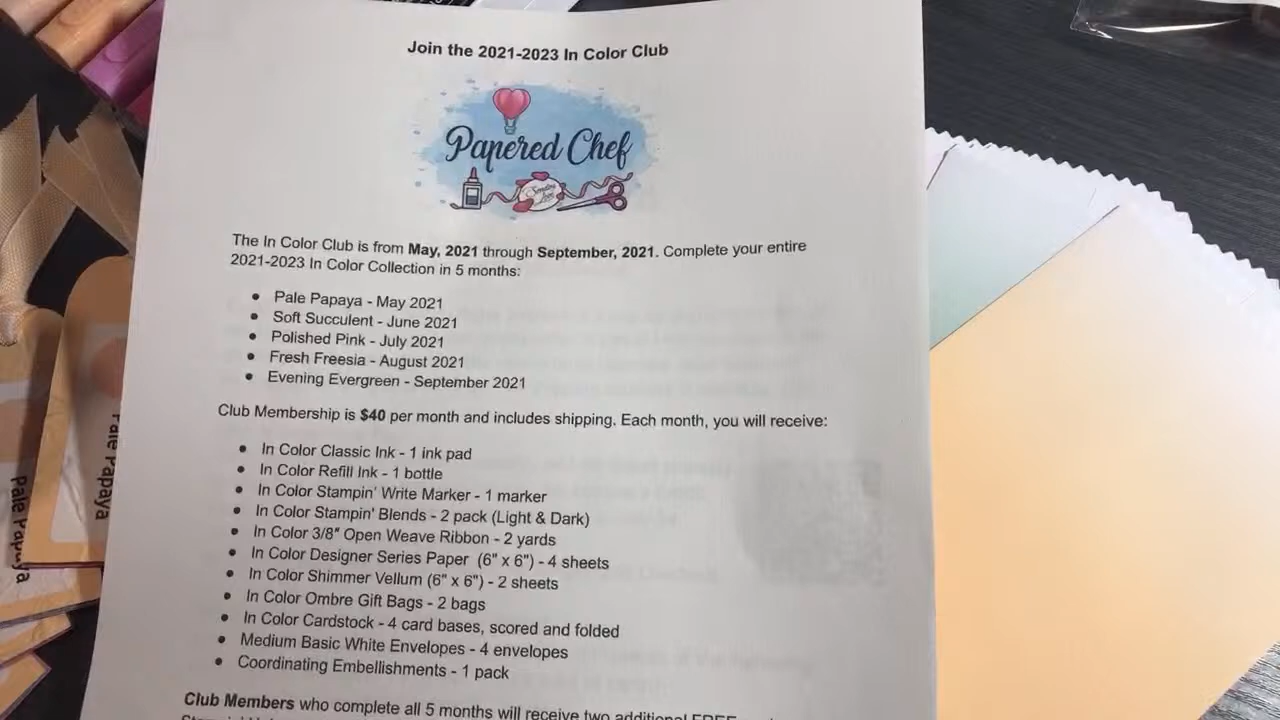 Join the 2021-2023 In Color Club
Papered Chef
The In Color Club is from May, 2021 through September, 2021. Complete your entire
2021-2023 In Color Collection in 5 months:
• Pale Papaya - May 2021
• Soft Succulent - June 2021
• Polished Pink - July 2021
• Fresh Freesia - August 2021
• Evening Evergreen - September 2021
Club Membership is $40 per month and includes shipping. Each month, you will receive:
• In Color Classic Ink - 1 ink pad
• In Color Refill Ink - 1 bottle
• In Color Stampin' Write Marker - 1 marker
• In Color Stampin' Blends - 2 pack (Light & Dark)
• In Color 3/8" Open Weave Ribbon - 2 yards
• In Color Designer Series Paper (6" x 6") - 4 sheets
• In Color Shimmer Vellum (6" x 6") - 2 sheets
• In Color Ombre Gift Bags - 2 bags
• In Color Cardstock - 4 card bases, scored and folded
• Medium Basic White Envelopes - 4 envelopes
• Coordinating Embellishments - 1 pack
Club Members who complete all 5 months will receive two additional FREE
Pale Papaya
Pale Papaya